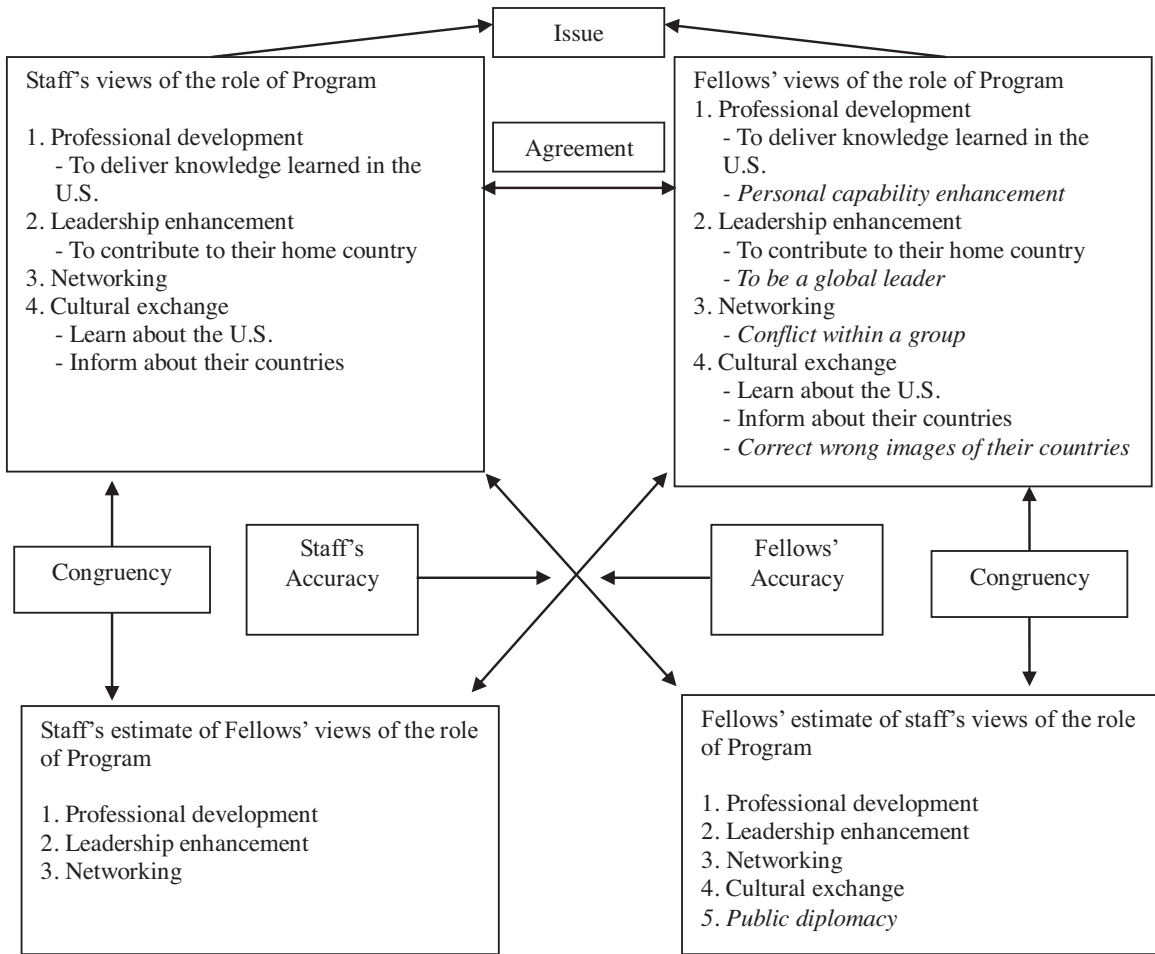 Issue
Staff’s views of the role of Program
1. Professional development
- To deliver knowledge learned in the
U.S.
2. Leadership enhancement
- To contribute to their home country
3. Networking
4. Cultural exchange
- Learn about the U.S.
- Inform about their countries
Agreement
Fellows’ views of the role of Program
1. Professional development
- To deliver knowledge learned in the
U.S.
- Personal capability enhancement
2. Leadership enhancement
- To contribute to their home country
- To be a global leader
3. Networking
- Conflict within a group
4. Cultural exchange
- Learn about the U.S.
- Inform about their countries
- Correct wrong images of their countries
Congruency
Staff’s
Accuracy
Fellows’
Accuracy
Congruency
Staff’s estimate of Fellows’ views of the role
of Program
1. Professional development
2. Leadership enhancement
3. Networking
Fellows’ estimate of staff’s views of the role
of Program
1. Professional development
2. Leadership enhancement
3. Networking
4. Cultural exchange
5. Public diplomacy